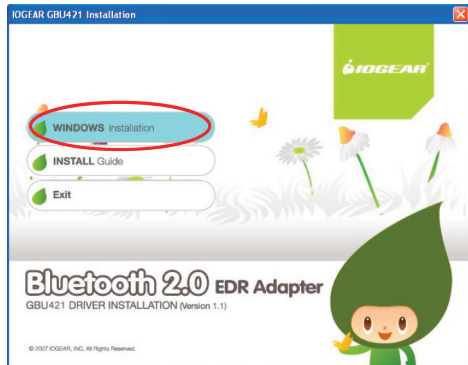 IOGEAR GBU421 Installation
IOGEAR
WINDOWS Installation
INSTALL Guide
Exit
Bluetooth 2.0 EDR Adapter
GBU421 DRIVER INSTALLATION (Version 1.1)
© 2007 IOGEAR, INC. All Rights Reserved.